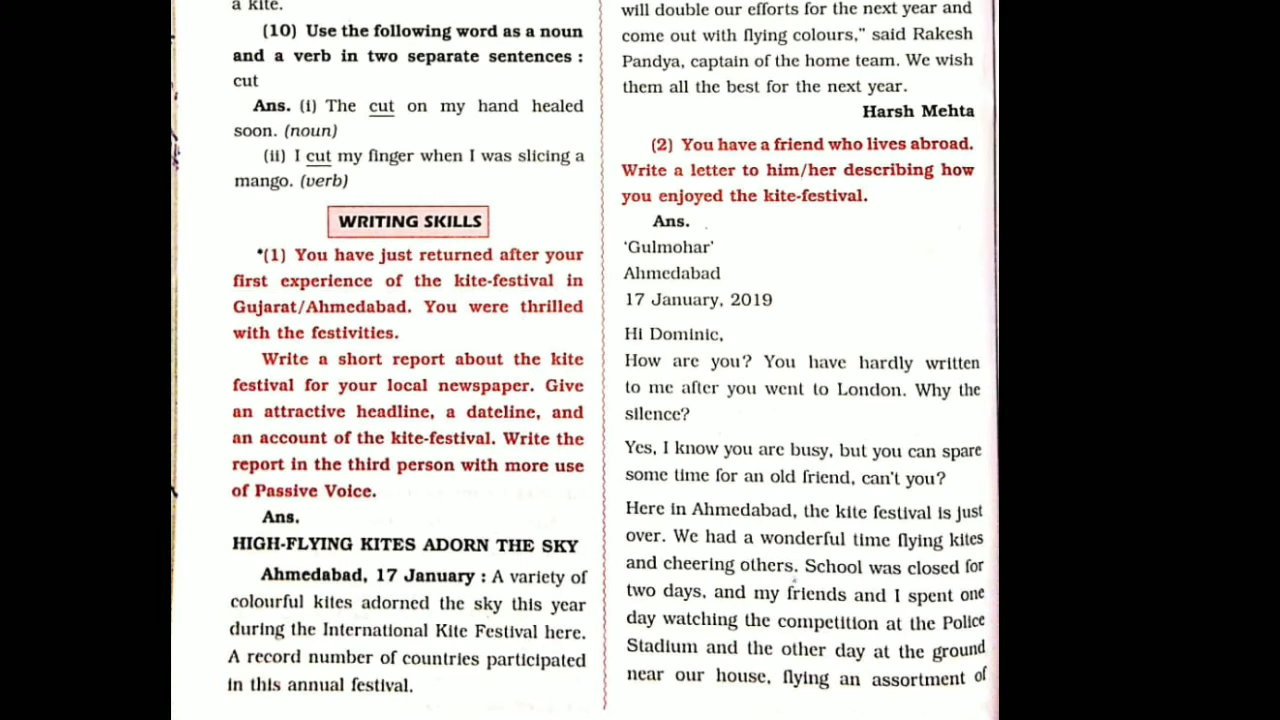 a kite.
(10) Use the following word as a noun
and a verb in two separate sentences :
cut
Ans. (i) The cut on my hand healed
soon. (noun)
(ii) I cut my finger when I was slicing a
mango. (verb)
WRITING SKILLS
*(1) You have just returned after your
first experience of the kite-festival in
Gujarat/Ahmedabad. You were thrilled
with the festivities.
Write a short report about the kite
festival for your local newspaper. Give
an attractive headline, a dateline, and
an account of the kite-festival. Write the
report in the third person with more use
of Passive Voice.
Ans.
HIGH-FLYING KITES ADORN THE SKY
Ahmedabad, 17 January : A variety of
colourful kites adorned the sky this year
during the International Kite Festival here.
A record number of countries participated
in this annual festival.
will double our efforts for the next year and
come out with flying colours," said Rakesh
Pandya, captain of the home team. We wish
them all the best for the next year.
Harsh Mehta
(2) You have a friend who lives abroad.
Write a letter to him/her describing how
you enjoyed the kite-festival.
Ans.
'Gulmohar'
Ahmedabad
17 January, 2019
Hi Dominic,
How are you? You have hardly written
to me after you went to London. Why the
silence?
Yes, I know you are busy, but you can spare
some time for an old friend, can't you?
Here in Ahmedabad, the kite festival is just
over. We had a wonderful time flying kites
and cheering others. School was closed for
two days, and my friends and I spent one
day watching the competition at the Police
Stadium and the other day at the ground
near our house, flying an assortment of